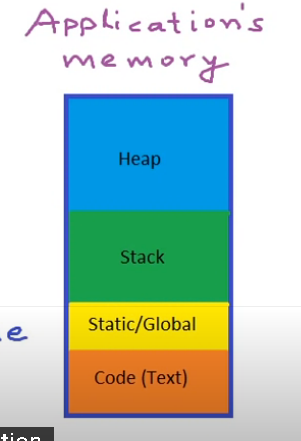 Application's
memory
Heap
Stack
Static/Global
Code (Text)